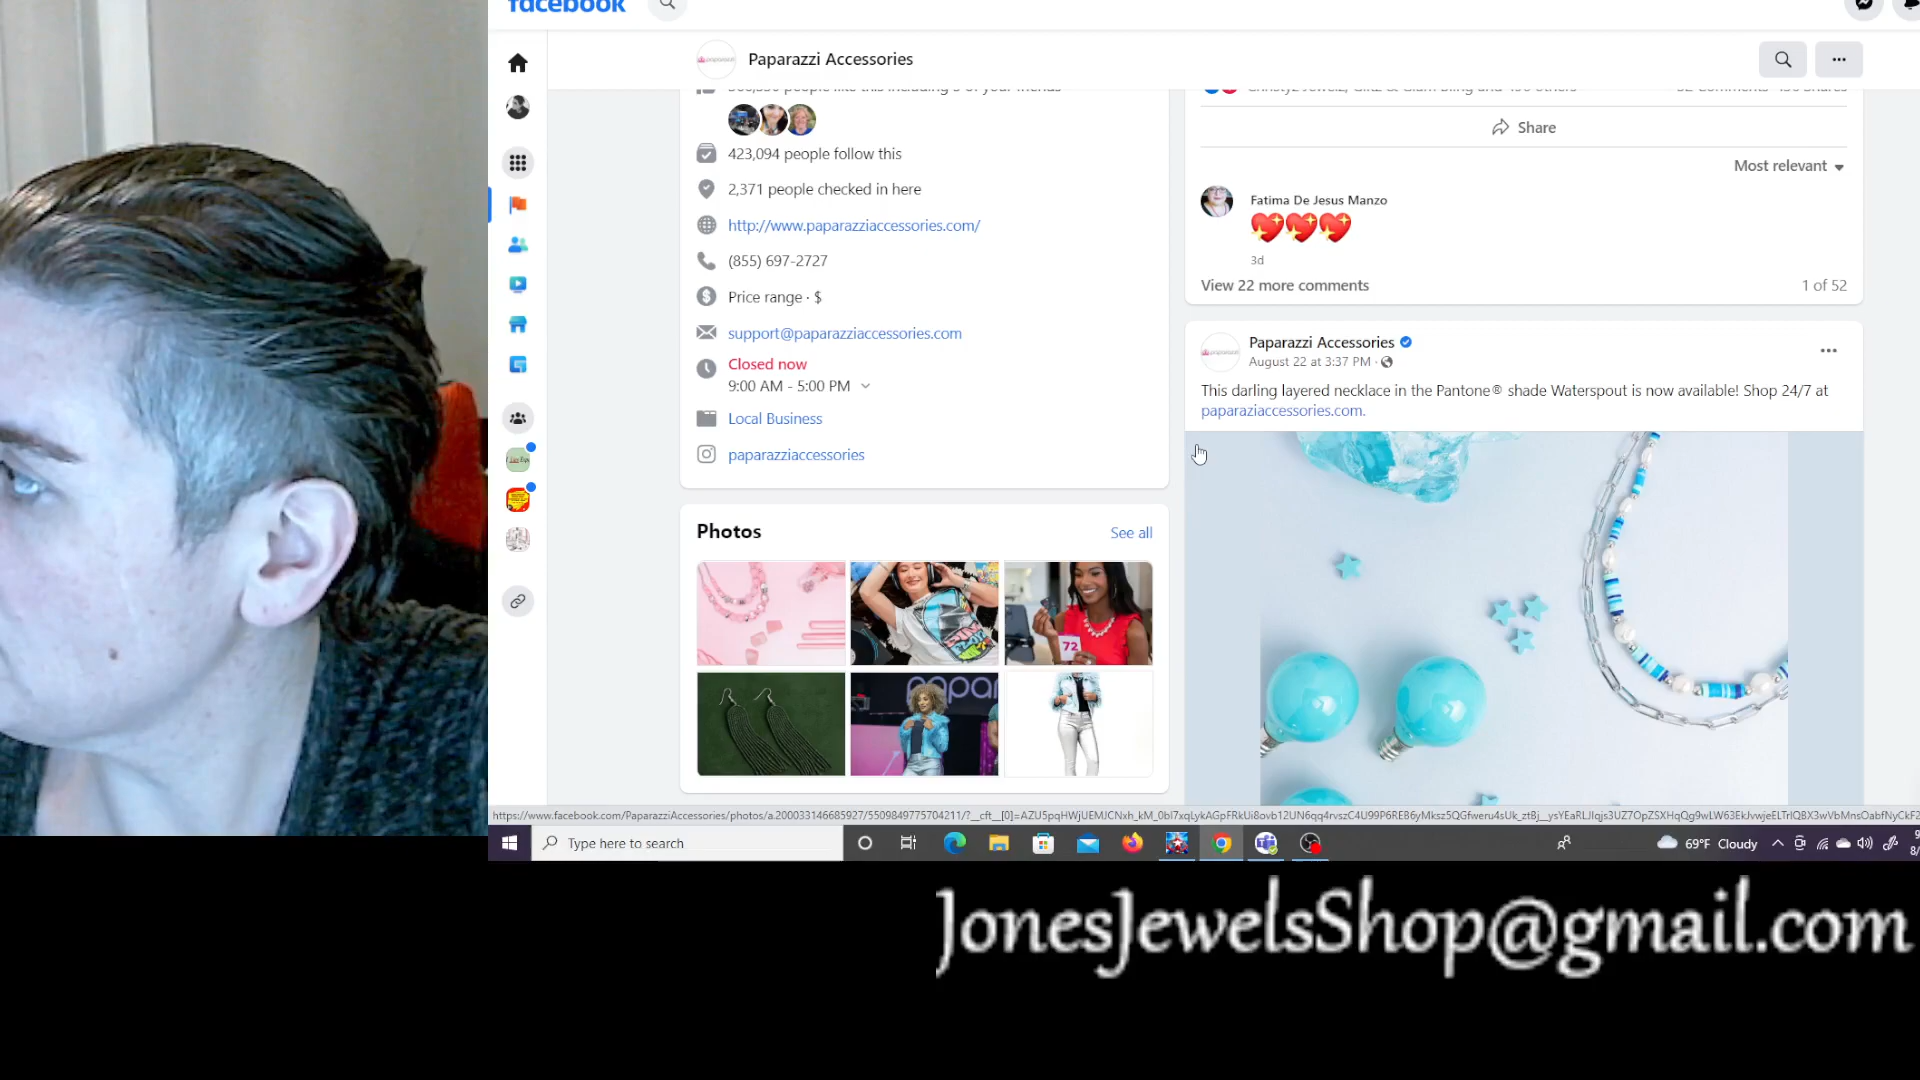 facebook
Paparazzi Accessories
423,094 people follow this
2,371 people checked in here
http://www.paparazziaccessories.com/
(855) 697-2727
Price range · $
support@paparazziaccessories.com
Closed now
9:00 AM - 5:00 PM
Local Business
paparazziaccessories
Photos
See all
72
Share
Most relevant
Fatima De Jesus Manzo
3d
View 22 more comments
1 of 52
Paparazzi Accessories
August 22 at 3:37 PM ·
This darling layered necklace in the Pantone® shade Waterspout is now available! Shop 24/7 at
paparaziaccessories.com.
Type here to search
69°F Cloudy
JonesJewelsShop@gmail.com